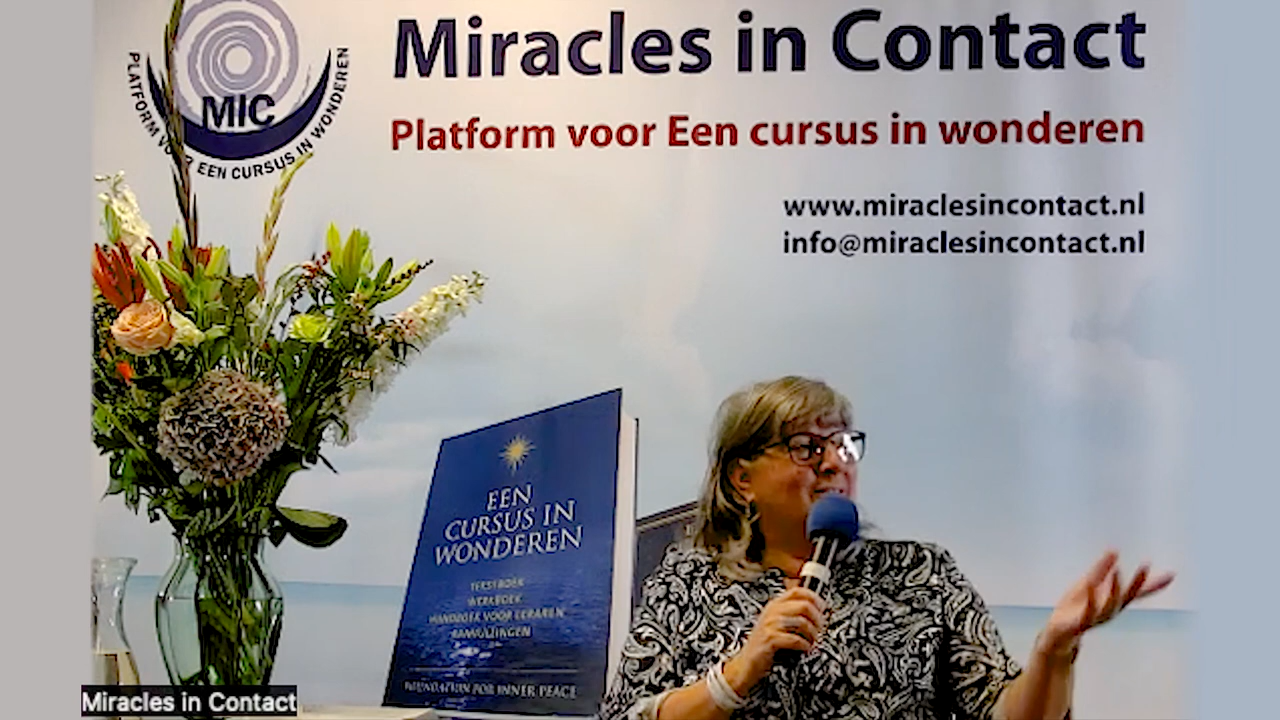 Miracles in Contact
MIC
PLATFORM VOOR EEN CURSUS IN WONDEREN
Platform voor Een cursus in wonderen
www.miraclesincontact.nl
info@miraclesincontact.nl
EEN
CURSUS IN
WONDEREN
TEKSTBOEK
WERKBOEK
HANDBOEK VOOR LERAREN
AANVULLINGEN
FOUNDATION FOR INNER PEACE
Miracles in Contact